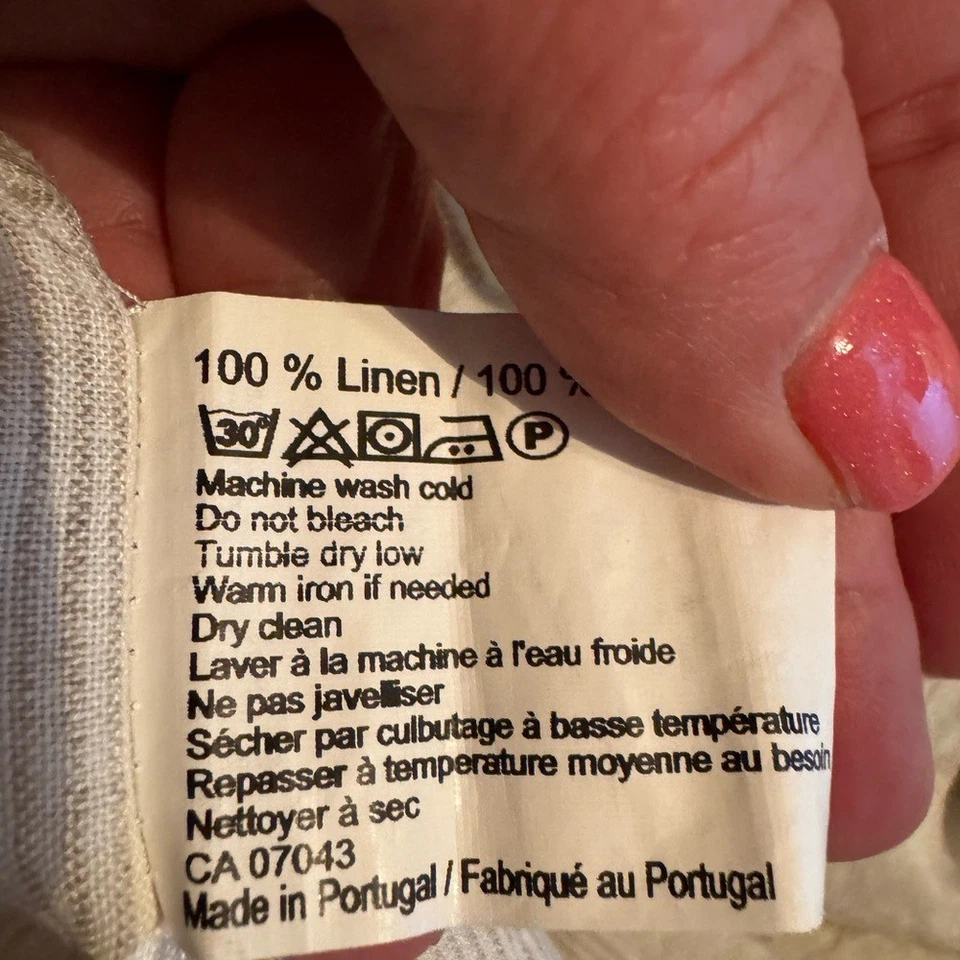 100 % Linen / 100 %
30° P
Machine wash cold
Do not bleach
Tumble dry low
Warm iron if needed
Dry clean
Laver à la machine à l'eau froide
Ne pas javelliser
Sécher par culbutage à basse température
Repasser à temperature moyenne au besoin
Nettoyer à sec
CA 07043
Made in Portugal / Fabriqué au Portugal